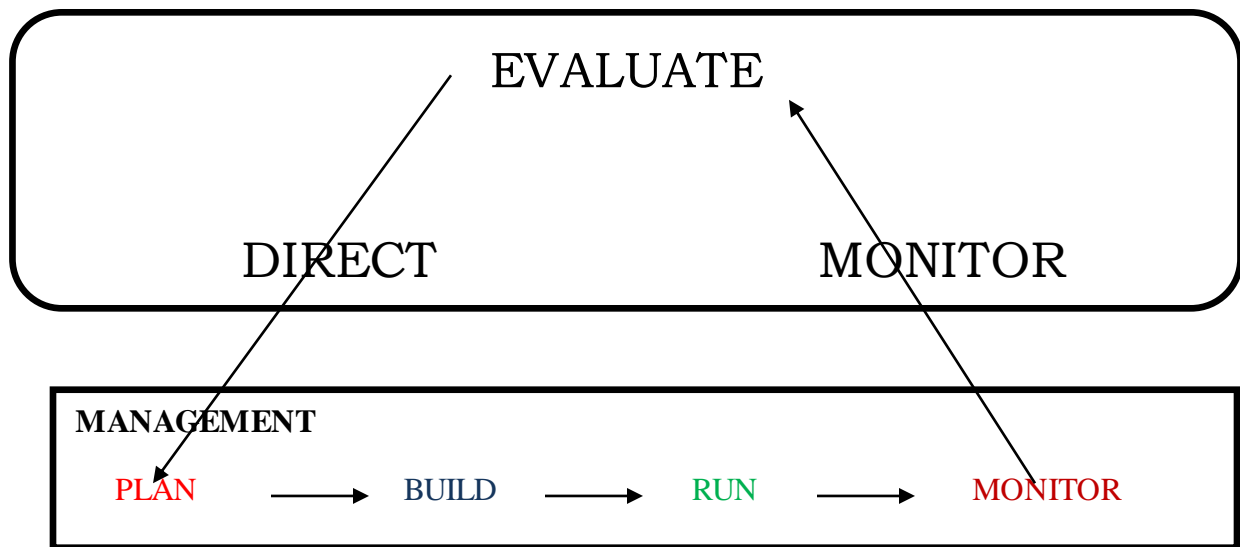 EVALUATE
DIRECT MONITOR
MANAGEMENT
PLAN BUILD RUN MONITOR